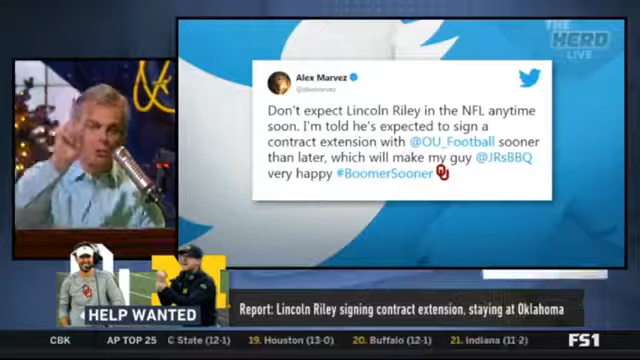 THE
HERD
LIVE
Alex Marvez
@alexmarvez
Don't expect Lincoln Riley in the NFL anytime
soon. I'm told he's expected to sign a
contract extension with @OU_Football sooner
than later, which will make my guy @JRsBBQ
very happy #BoomerSooner
HELP WANTED
Report: Lincoln Riley signing contract extension, staying at Oklahoma
CBK AP TOP 25 C State (12-1) 19. Houston (13-0) 20. Buffalo (12-1) 21. Indiana (11-2) FS1